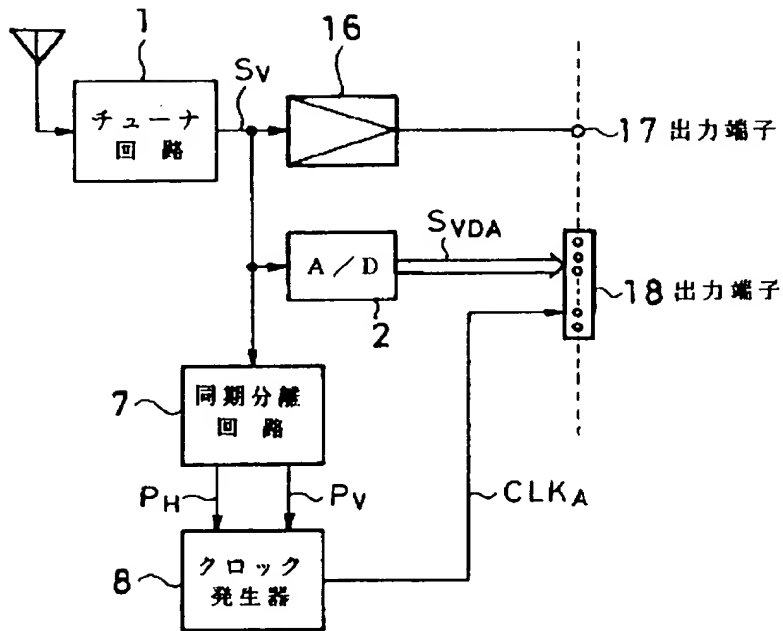 1
16
チューナ
回路
SV
17 出力端子
SVDA
A/D
18 出力端子
2
7
同期分離
回路
PH
PV
CLKA
8
クロック
発生器